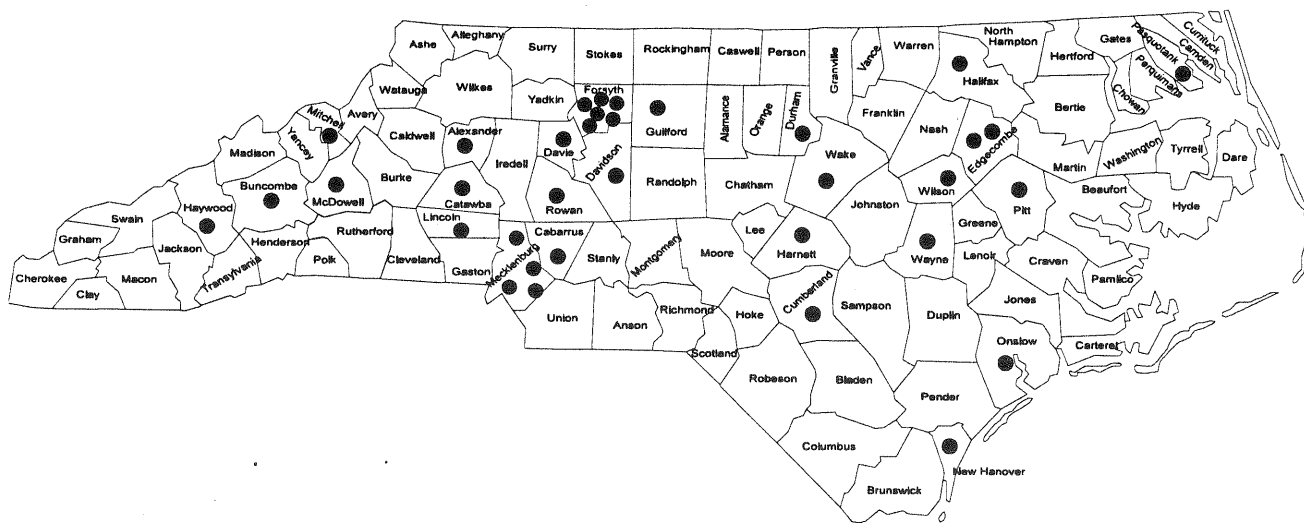 Ashe
Alleghany
Surry
Stokes
Rockingham
Caswell
Person
Granville
Vance
Warren
North
Hampton
Gates
Currituck
Camden
Pasquotank
Perquimans
Chowan
Hertford
Halifax
Bertie
Watauga
Wilkes
Yadkin
Forsyth
Guilford
Alamance
Orange
Durham
Franklin
Nash
Edgecombe
Martin
Washington
Tyrrell
Dare
Mitchell
Avery
Yancey
Madison
Caldwell
Alexander
Iredell
Davie
Davidson
Randolph
Chatham
Wake
Wilson
Pitt
Beaufort
Hyde
Buncombe
McDowell
Burke
Catawba
Rowan
Johnston
Greene
Haywood
Swain
Graham
Jackson
Henderson
Rutherford
Lincoln
Cabarrus
Lee
Harnett
Wayne
Lenoir
Craven
Pamlico
Cherokee
Clay
Macon
Transylvania
Polk
Cleveland
Gaston
Mecklenburg
Stanly
Montgomery
Moore
Cumberland
Sampson
Duplin
Jones
Onslow
Carteret
Union
Anson
Richmond
Hoke
Scotland
Robeson
Bladen
Pender
Columbus
Brunswick
New Hanover